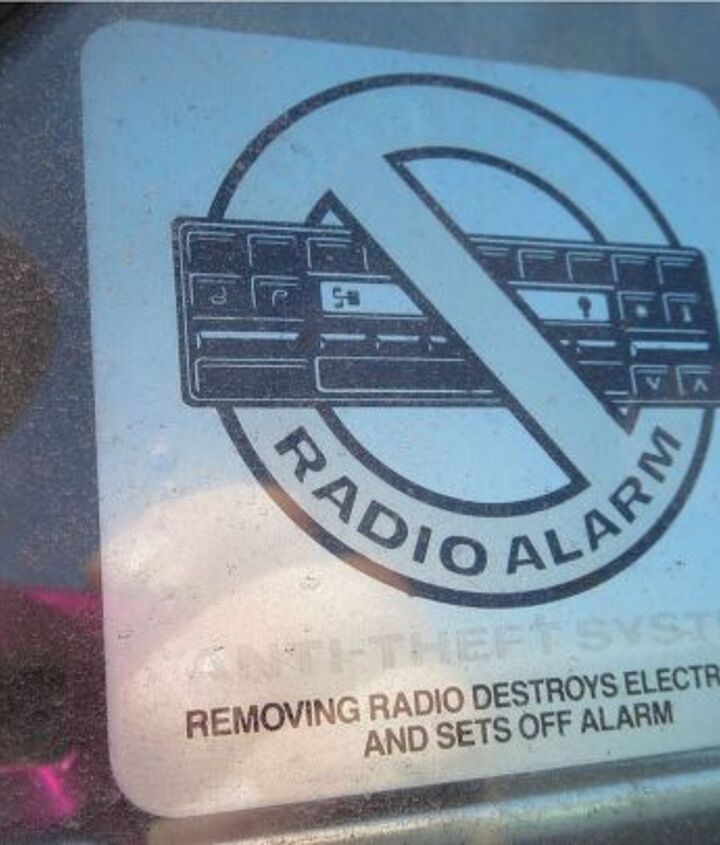 RADIO ALARM
ANTI-THEFT SYST
REMOVING RADIO DESTROYS ELECTR
AND SETS OFF ALARM